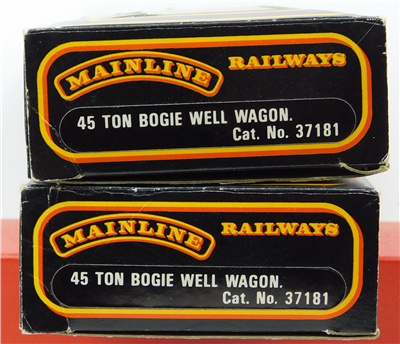 MAINLINE RAILWAYS
45 TON BOGIE WELL WAGON.
Cat. No. 37181
MAINLINE RAILWAYS
45 TON BOGIE WELL WAGON.
Cat. No. 37181